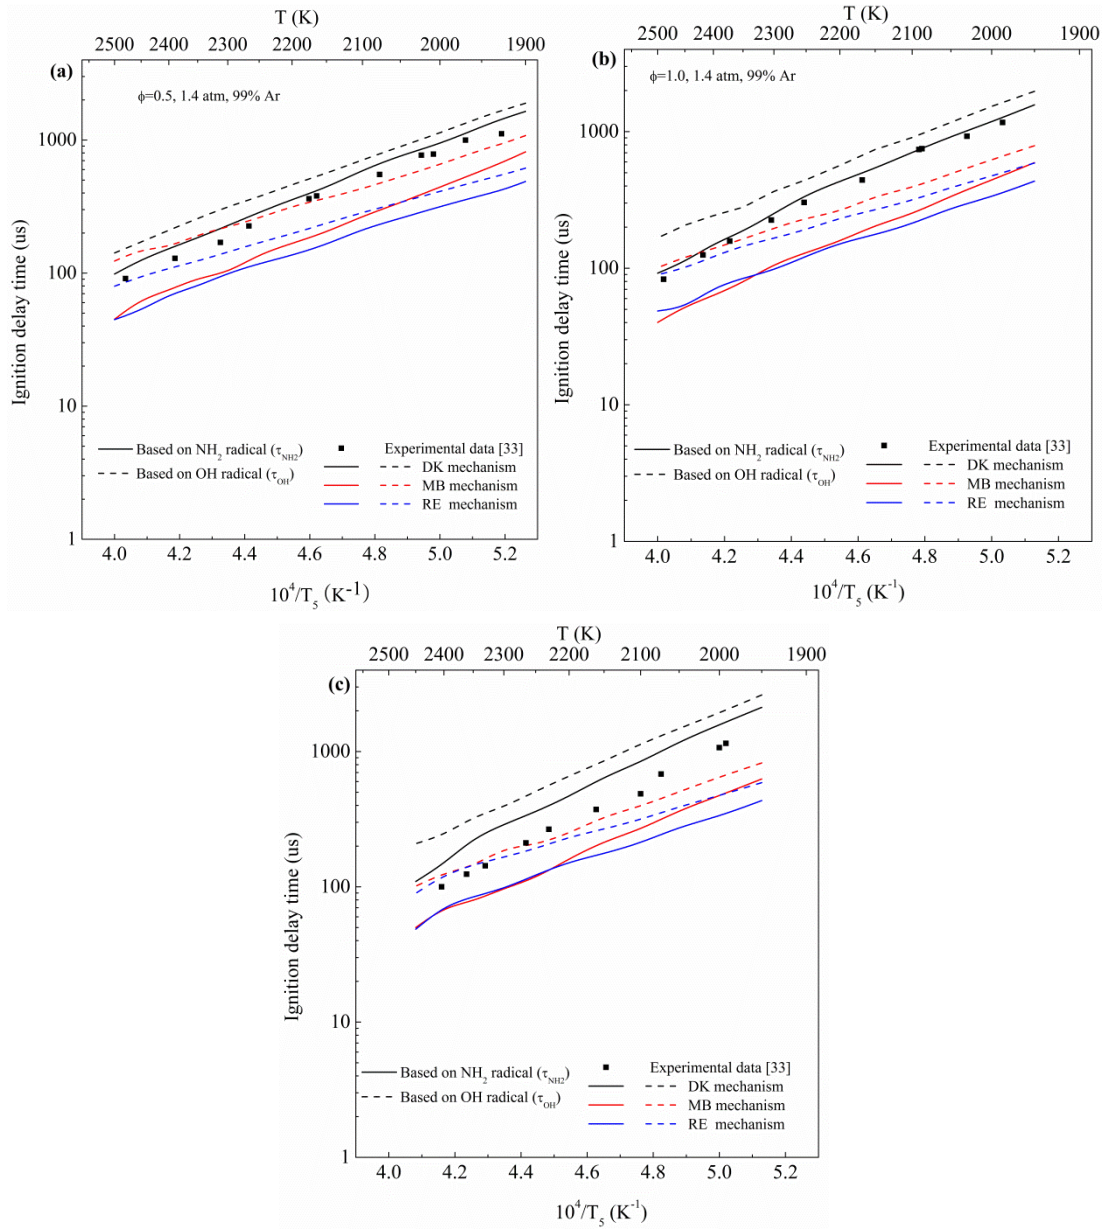 T (K)
2500 2400 2300 2200 2100 2000 1900
(a)
ϕ=0.5, 1.4 atm, 99% Ar
1000
100
10
1
Ignition delay time (us)
Based on NH2 radical (τNH2)
Based on OH radical (τOH)
Experimental data [33]
DK mechanism
MB mechanism
RE mechanism
4.0 4.2 4.4 4.6 4.8 5.0 5.2
10^4/T5 (K^-1)
T (K)
2500 2400 2300 2200 2100 2000 1900
(b)
ϕ=1.0, 1.4 atm, 99% Ar
1000
100
10
1
Ignition delay time (us)
Based on NH2 radical (τNH2)
Based on OH radical (τOH)
Experimental data [33]
DK mechanism
MB mechanism
RE mechanism
4.0 4.2 4.4 4.6 4.8 5.0 5.2
10^4/T5 (K^-1)
T (K)
2500 2400 2300 2200 2100 2000 1900
(c)
1000
100
10
1
Ignition delay time (us)
Based on NH2 radical (τNH2)
Based on OH radical (τOH)
Experimental data [33]
DK mechanism
MB mechanism
RE mechanism
4.0 4.2 4.4 4.6 4.8 5.0 5.2
10^4/T5 (K^-1)